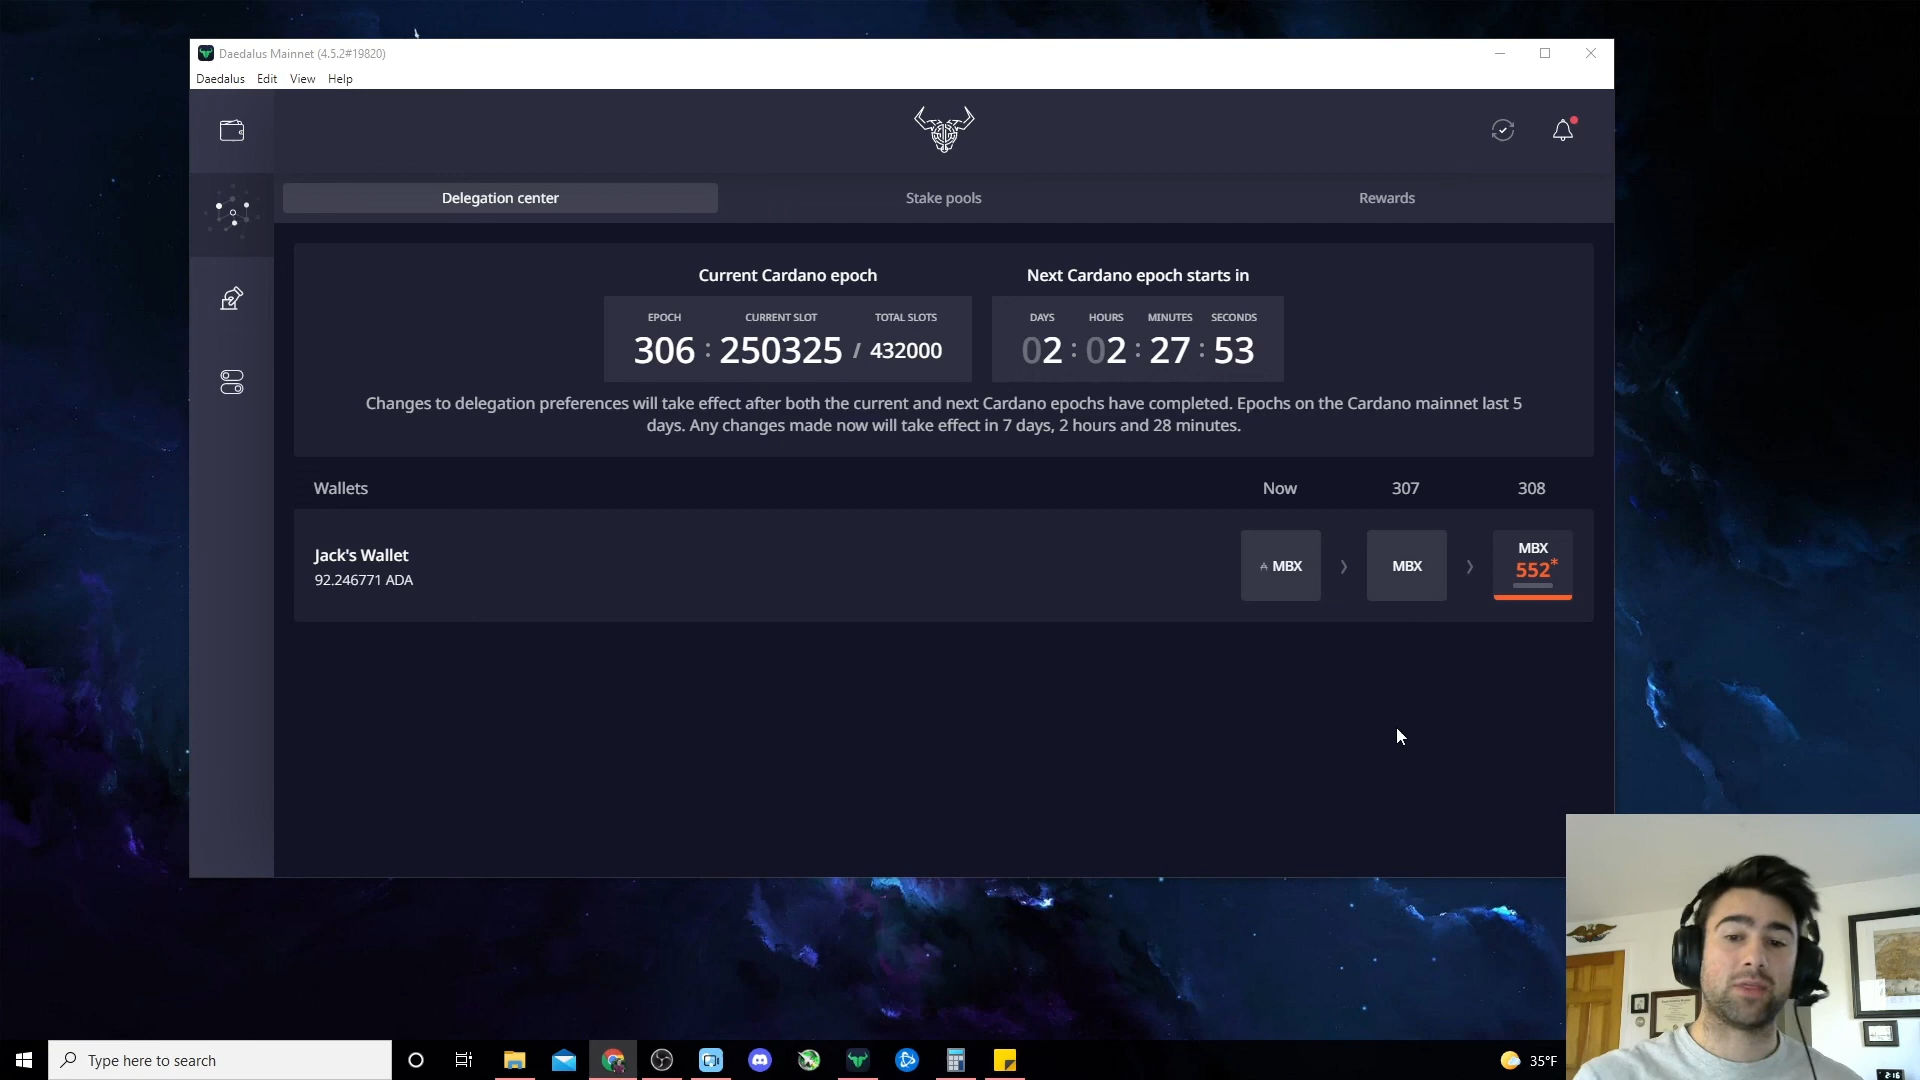 Daedalus Mainnet (4.5.2#19820)
Daedalus Edit View Help
Delegation center Stake pools Rewards
Current Cardano epoch Next Cardano epoch starts in
EPOCH CURRENT SLOT TOTAL SLOTS DAYS HOURS MINUTES SECONDS
306 : 250325 / 432000 02 : 02 : 27 : 53
Changes to delegation preferences will take effect after both the current and next Cardano epochs have completed. Epochs on the Cardano mainnet last 5
days. Any changes made now will take effect in 7 days, 2 hours and 28 minutes.
Wallets Now 307 308
Jack's Wallet
92.246771 ADA
₳ MBX MBX MBX
552*
Type here to search
35°F
2:16